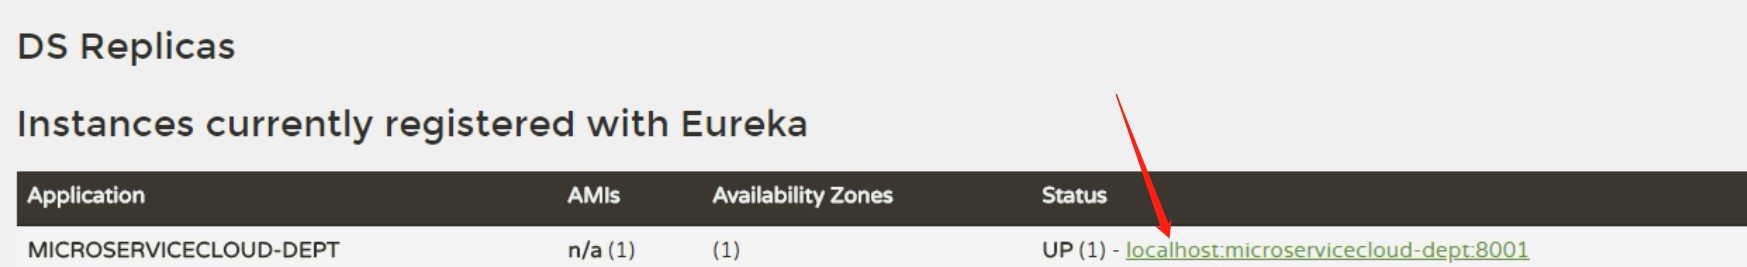 DS Replicas
Instances currently registered with Eureka
Application AMIs Availability Zones Status
MICROSERVICECLOUD-DEPT n/a (1) (1) UP (1) - localhost:microservicecloud-dept:8001